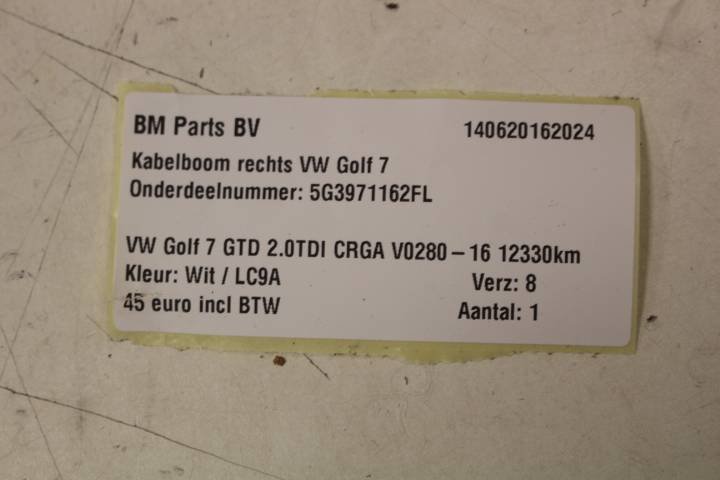 BM Parts BV 140620162024
Kabelboom rechts VW Golf 7
Onderdeelnummer: 5G3971162FL
VW Golf 7 GTD 2.0TDI CRGA V0280 – 16 12330km
Kleur: Wit / LC9A Verz: 8
45 euro incl BTW Aantal: 1